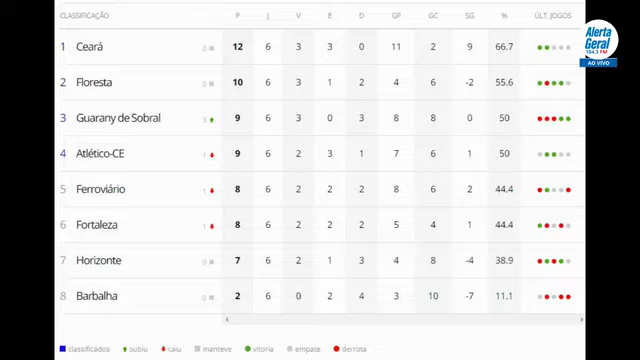 CLASSIFICAÇÃO P J V E D GP GC SG % ÚLT. JOGOS
1 Ceará 0 12 6 3 3 0 11 2 9 66.7
2 Floresta 0 10 6 3 1 2 4 6 -2 55.6
3 Guarany de Sobral 3 9 6 3 0 3 8 8 0 50
4 Atlético-CE 1 9 6 2 3 1 7 6 1 50
5 Ferroviário 1 8 6 2 2 2 8 6 2 44.4
6 Fortaleza 1 8 6 2 2 2 5 4 1 44.4
7 Horizonte 0 7 6 2 1 3 4 8 -4 38.9
8 Barbalha 0 2 6 0 2 4 3 10 -7 11.1
classificados subiu caiu manteve vitoria empate derrota
Alerta
Geral
104.3 FM
AO VIVO